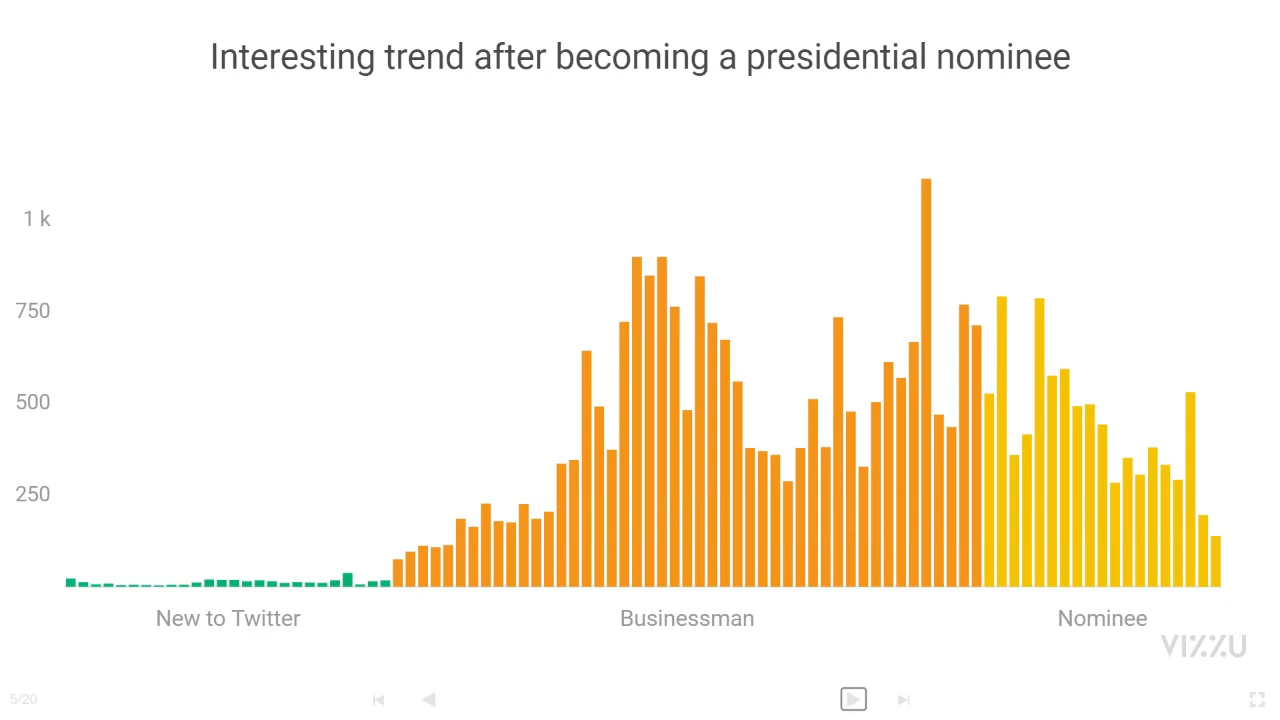 Interesting trend after becoming a presidential nominee
1 k
750
500
250
New to Twitter
Businessman
Nominee
VIZZU
5/20